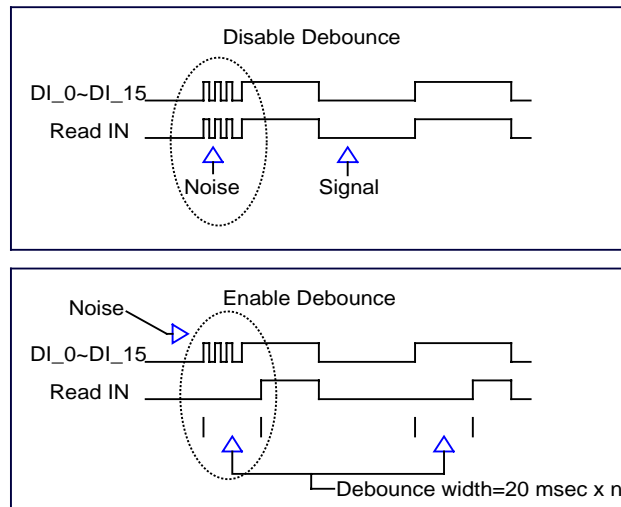 Disable Debounce
DI_0~DI_15
Read IN
Noise
Signal
Enable Debounce
Noise
DI_0~DI_15
Read IN
Debounce width=20 msec x n